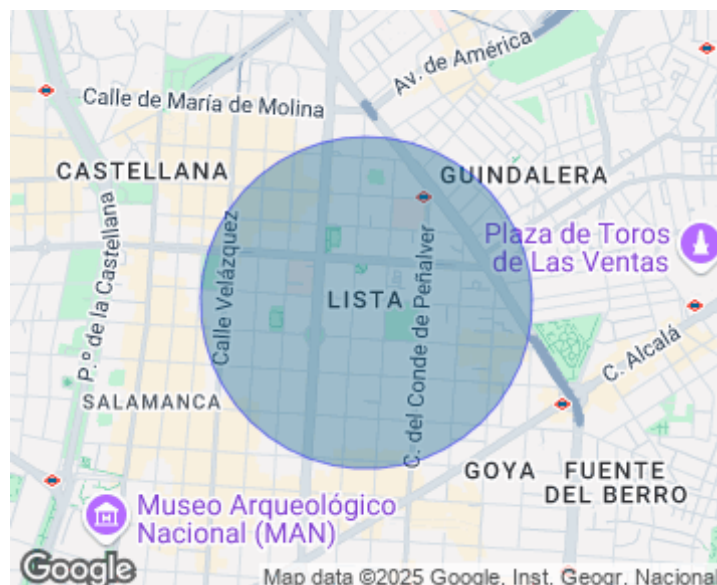 Av. de América
Calle de María de Molina
CASTELLANA
GUINDALERA
P.º de la Castellana
Calle Velázquez
C. del Conde de Peñalver
Plaza de Toros
de Las Ventas
LISTA
C. Alcalá
SALAMANCA
GOYA
FUENTE
DEL BERRO
Museo Arqueológico
Nacional (MAN)
Google
Map data ©2025 Google, Inst. Geogr. Nacional